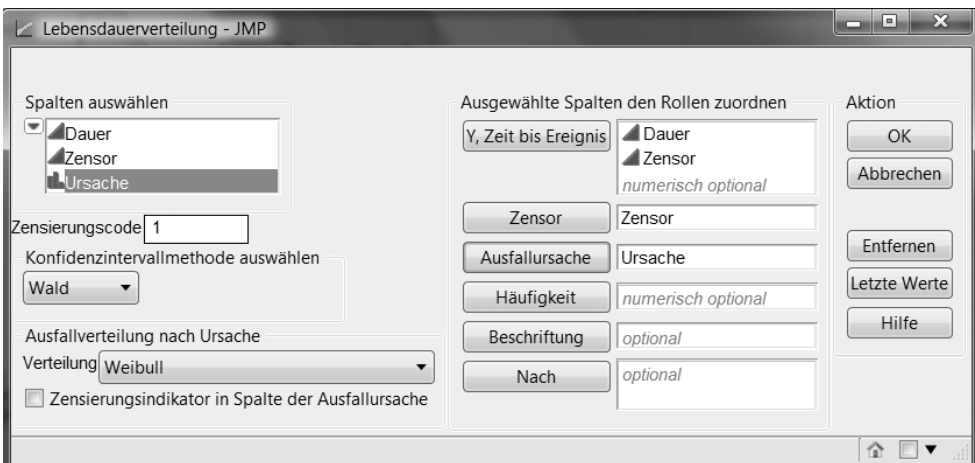 Lebensdauerverteilung - JMP
Spalten auswählen
Dauer
Zensor
Ursache
Zensierungscode 1
Konfidenzintervallmethode auswählen
Wald
Ausfallverteilung nach Ursache
Verteilung Weibull
Zensierungsindikator in Spalte der Ausfallursache
Ausgewählte Spalten den Rollen zuordnen
Y, Zeit bis Ereignis
Dauer
Zensor
numerisch optional
Zensor Zensor
Ausfallursache Ursache
Häufigkeit numerisch optional
Beschriftung optional
Nach optional
Aktion
OK
Abbrechen
Entfernen
Letzte Werte
Hilfe